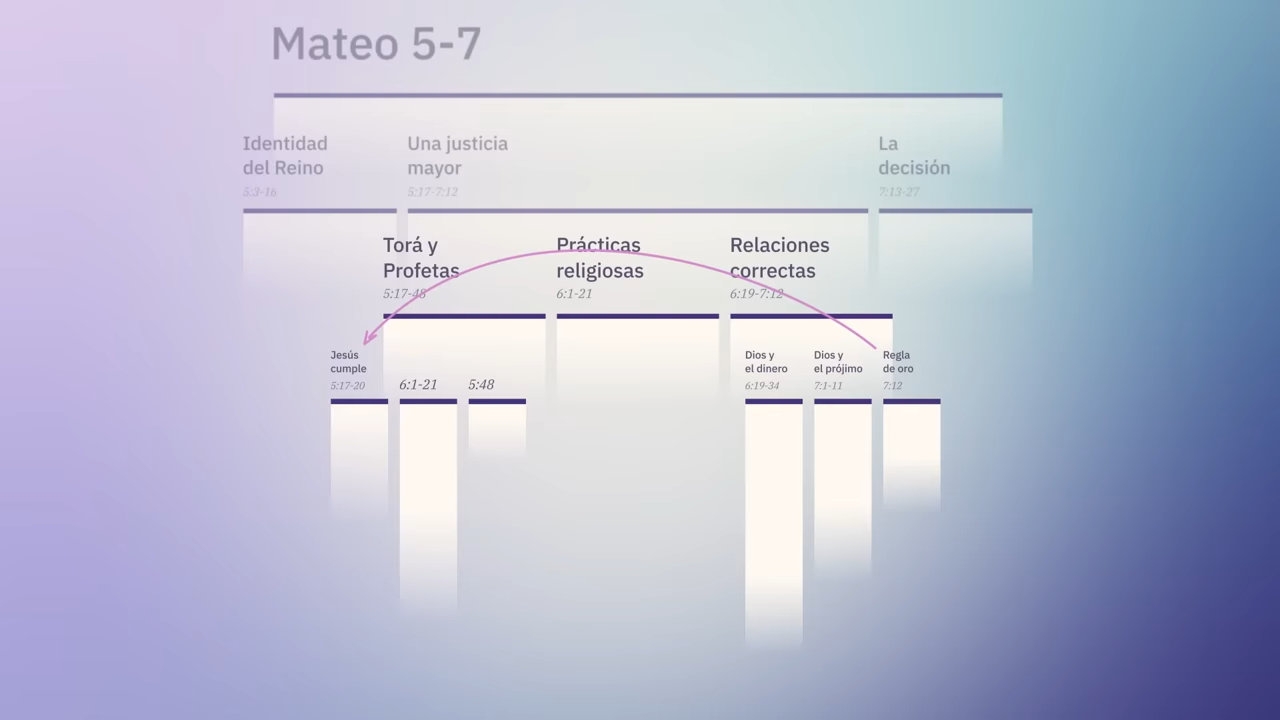 Mateo 5-7
Identidad
del Reino
5:3-16
Una justicia
mayor
5:17-7:12
La
decisión
7:13-27
Torá y
Profetas
5:17-48
Prácticas
religiosas
6:1-21
Relaciones
correctas
6:19-7:12
Jesús
cumple
5:17-20
6:1-21
5:48
Dios y
el dinero
6:19-34
Dios y
el prójimo
7:1-11
Regla
de oro
7:12